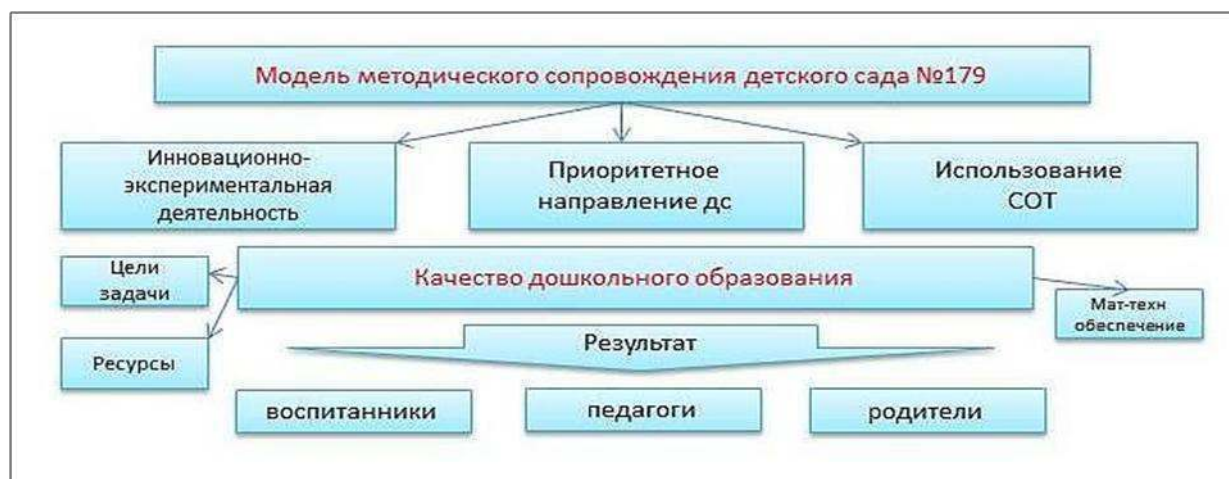 Модель методического сопровождения детского сада №179
Инновационно-
экспериментальная
деятельность
Приоритетное
направление дс
Использование
СОТ
Качество дошкольного образования
Цели
задачи
Мат-техн
обеспечение
Ресурсы
Результат
воспитанники
педагоги
родители